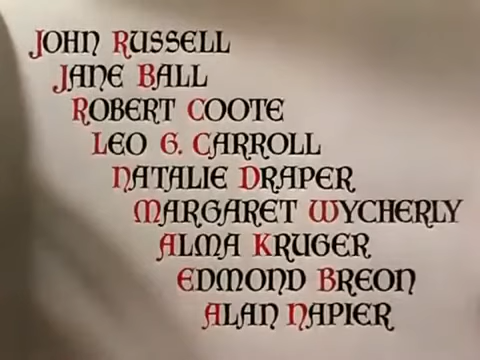 John Russell
Jane Ball
Robert Coote
Leo G. Carroll
Natalie Draper
Margaret Wycherly
Alma Kruger
Edmond Breon
Alan Napier